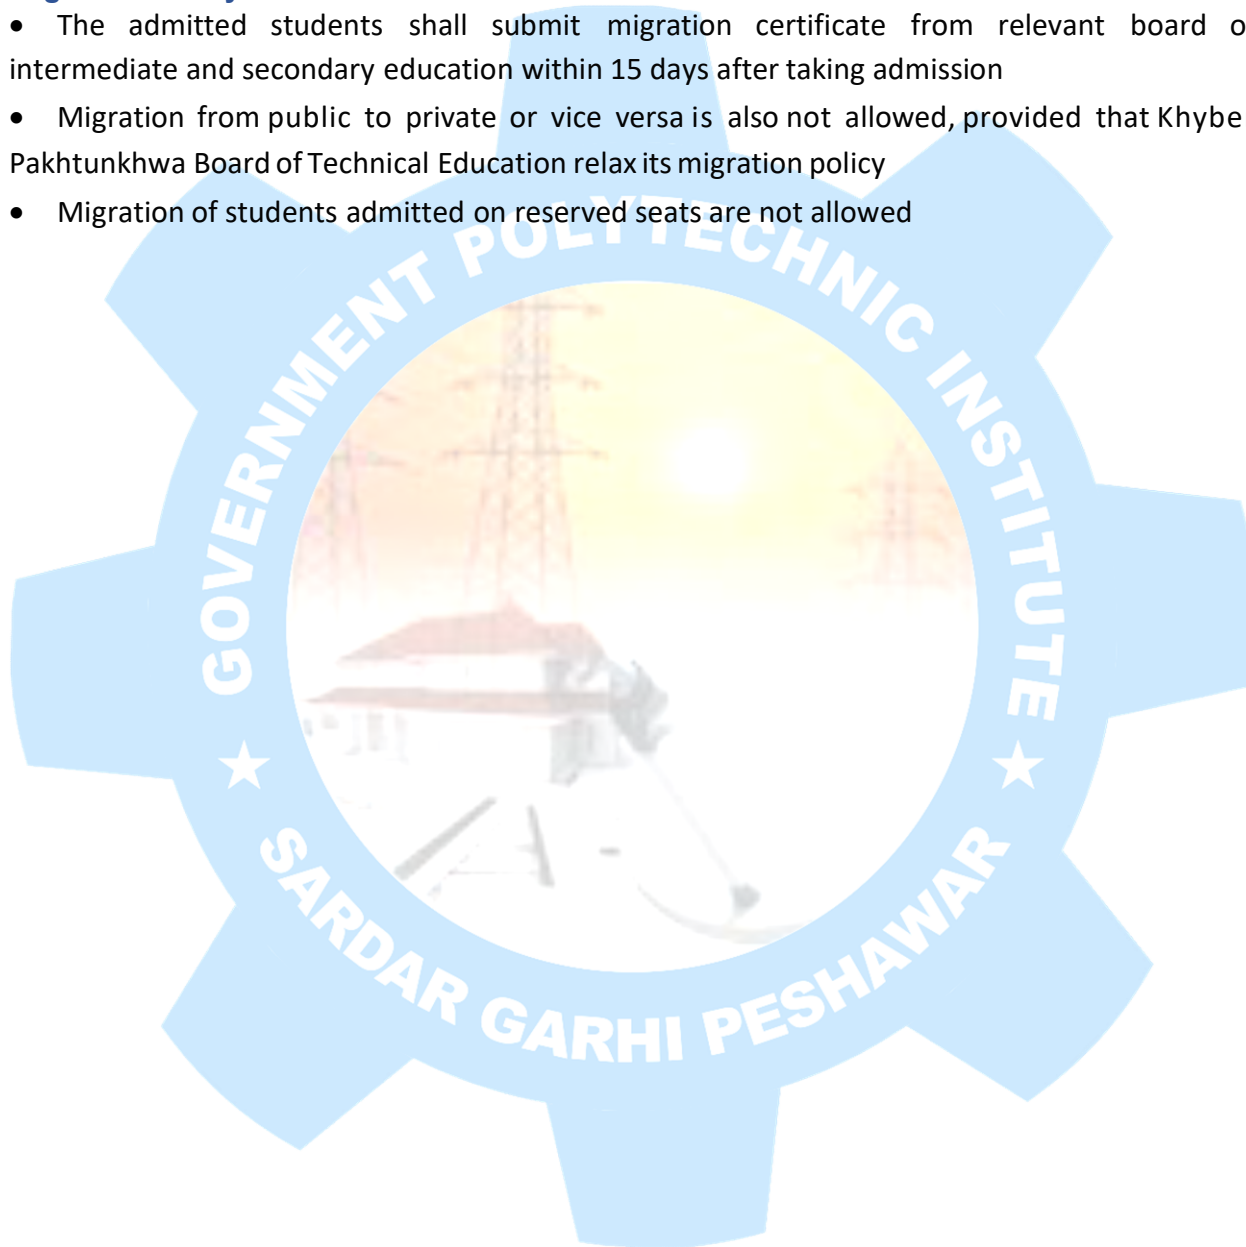 • The admitted students shall submit migration certificate from relevant board o
intermediate and secondary education within 15 days after taking admission
• Migration from public to private or vice versa is also not allowed, provided that Khybe
Pakhtunkhwa Board of Technical Education relax its migration policy
• Migration of students admitted on reserved seats are not allowed
GOVERNMENT POLYTECHNIC INSTITUTE
SARDAR GARHI PESHAWAR